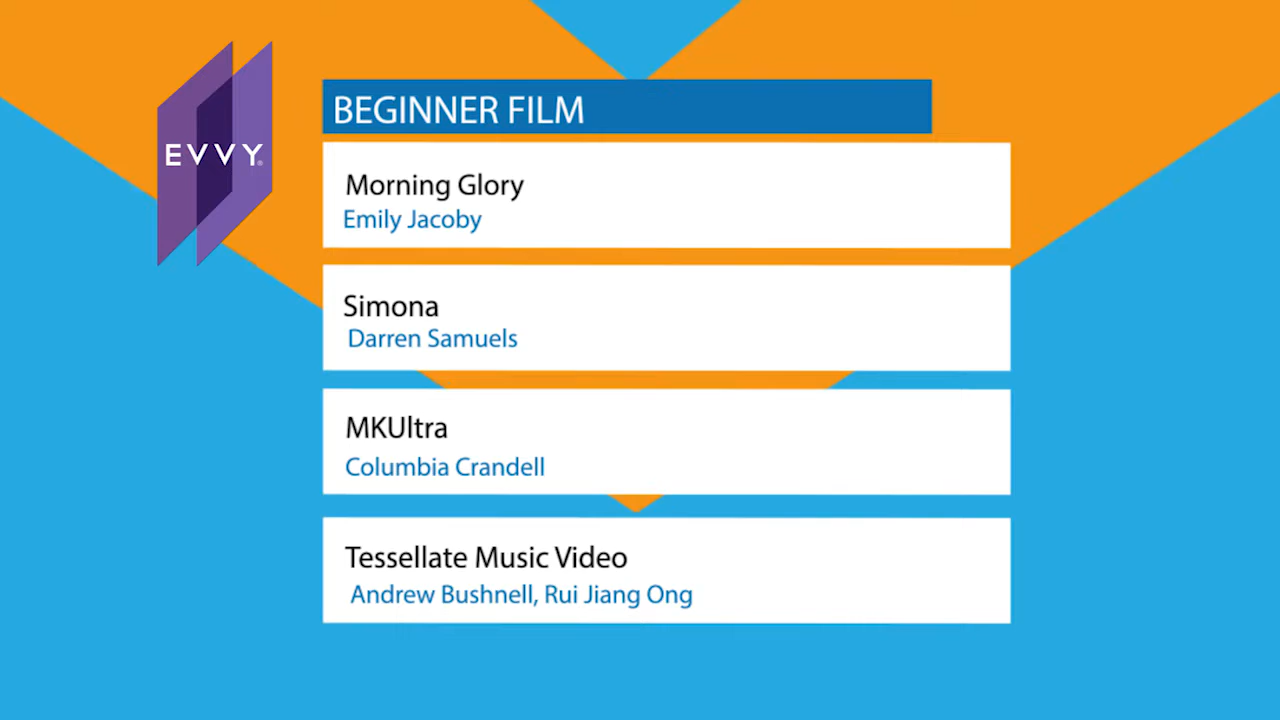 EVVY®
BEGINNER FILM
Morning Glory
Emily Jacoby
Simona
Darren Samuels
MKUltra
Columbia Crandell
Tessellate Music Video
Andrew Bushnell, Rui Jiang Ong